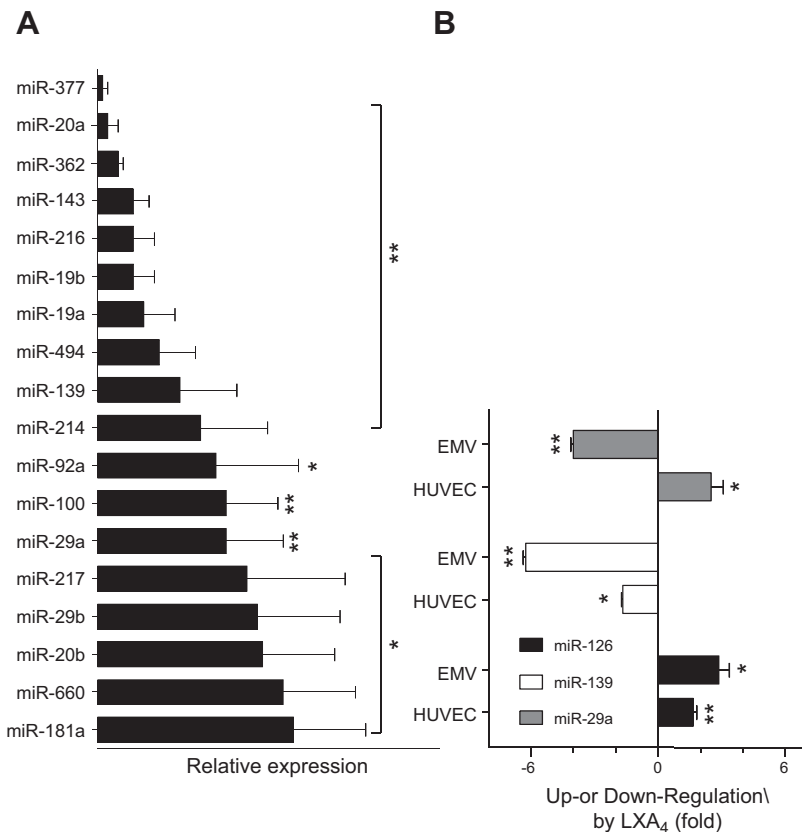 A
miR-377
miR-20a
miR-362
miR-143
miR-216
miR-19b
miR-19a
miR-494
miR-139
miR-214
miR-92a
miR-100
miR-29a
miR-217
miR-29b
miR-20b
miR-660
miR-181a
**
*
**
**
*
Relative expression
B
EMV
HUVEC
EMV
HUVEC
EMV
HUVEC
**
*
**
*
*
**
miR-126
miR-139
miR-29a
-6 0 6
Up-or Down-Regulation\
by LXA₄ (fold)